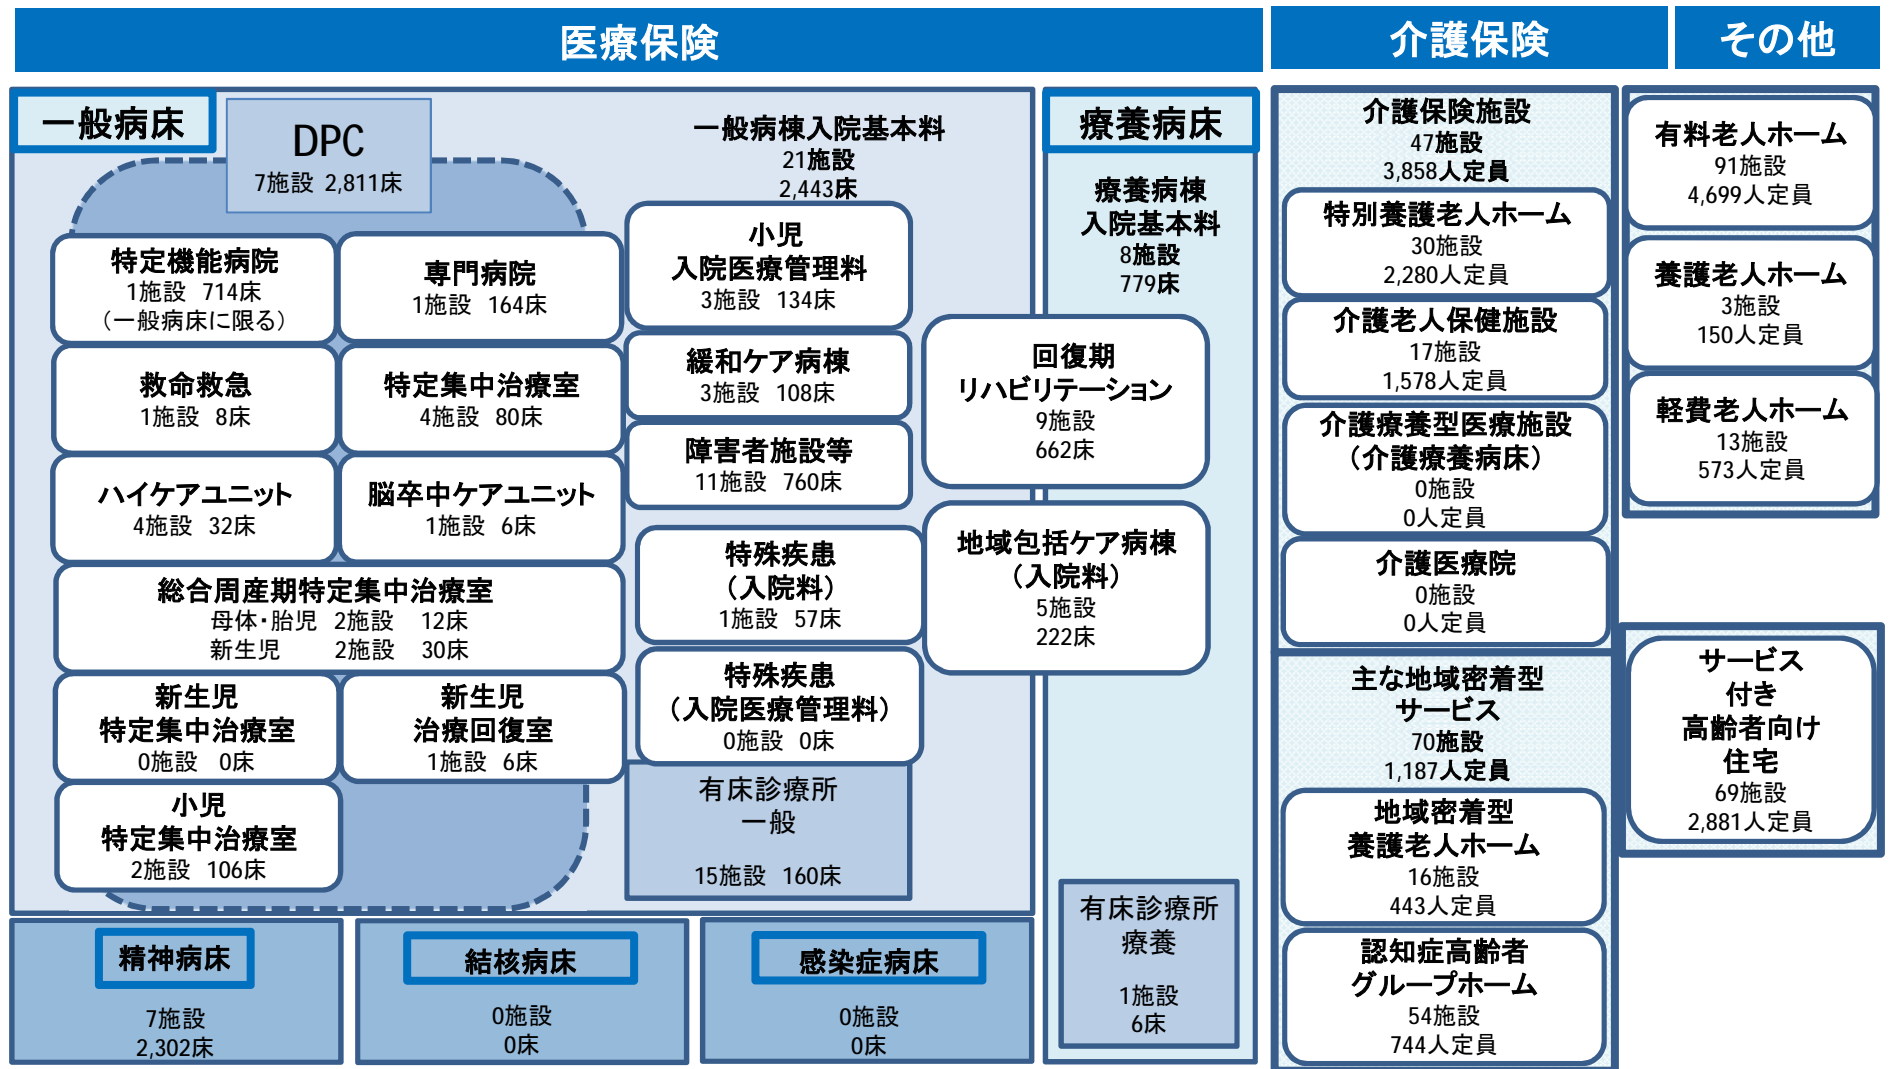 医療保険
一般病床
DPC
7施設 2,811床
一般病棟入院基本料
21施設
2,443床
特定機能病院
1施設 714床
（一般病床に限る）
専門病院
1施設 164床
救命救急
1施設 8床
特定集中治療室
4施設 80床
ハイケアユニット
4施設 32床
脳卒中ケアユニット
1施設 6床
総合周産期特定集中治療室
母体・胎児 2施設 12床
新生児 2施設 30床
新生児
特定集中治療室
0施設 0床
新生児
治療回復室
1施設 6床
小児
特定集中治療室
2施設 106床
小児
入院医療管理料
3施設 134床
緩和ケア病棟
3施設 108床
障害者施設等
11施設 760床
特殊疾患
（入院料）
1施設 57床
特殊疾患
（入院医療管理料）
0施設 0床
有床診療所
一般
15施設 160床
療養病床
療養病棟
入院基本料
8施設
779床
回復期
リハビリテーション
9施設
662床
地域包括ケア病棟
（入院料）
5施設
222床
有床診療所
療養
1施設
6床
精神病床
7施設
2,302床
結核病床
0施設
0床
感染症病床
0施設
0床
介護保険
介護保険施設
47施設
3,858人定員
特別養護老人ホーム
30施設
2,280人定員
介護老人保健施設
17施設
1,578人定員
介護療養型医療施設
（介護療養病床）
0施設
0人定員
介護医療院
0施設
0人定員
主な地域密着型
サービス
70施設
1,187人定員
地域密着型
養護老人ホーム
16施設
443人定員
認知症高齢者
グループホーム
54施設
744人定員
その他
有料老人ホーム
91施設
4,699人定員
養護老人ホーム
3施設
150人定員
軽費老人ホーム
13施設
573人定員
サービス
付き
高齢者向け
住宅
69施設
2,881人定員